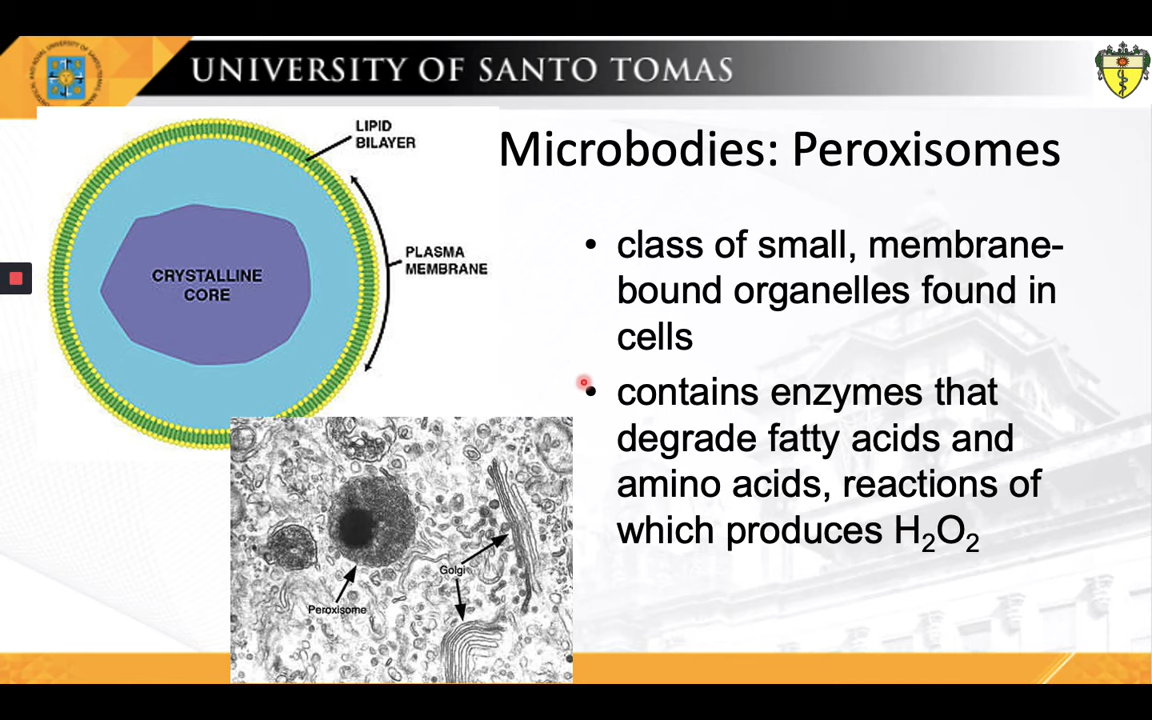 UNIVERSITY OF SANTO TOMAS
LIPID
BILAYER
PLASMA
MEMBRANE
CRYSTALLINE
CORE
Microbodies: Peroxisomes
• class of small, membrane-
bound organelles found in
cells
• contains enzymes that
degrade fatty acids and
amino acids, reactions of
which produces H₂O₂
Golgi
Peroxisome